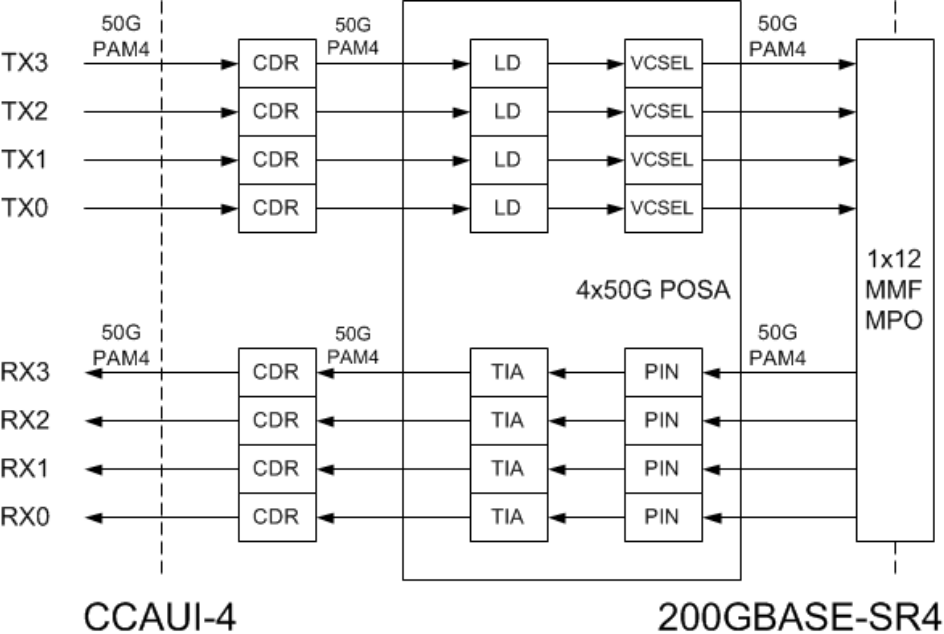 50G
PAM4
50G
PAM4
50G
PAM4
TX3 CDR LD VCSEL
TX2 CDR LD VCSEL
TX1 CDR LD VCSEL
TX0 CDR LD VCSEL
1x12
MMF
MPO
4x50G POSA
50G
PAM4
50G
PAM4
50G
PAM4
RX3 CDR TIA PIN
RX2 CDR TIA PIN
RX1 CDR TIA PIN
RX0 CDR TIA PIN
CCAUI-4
200GBASE-SR4